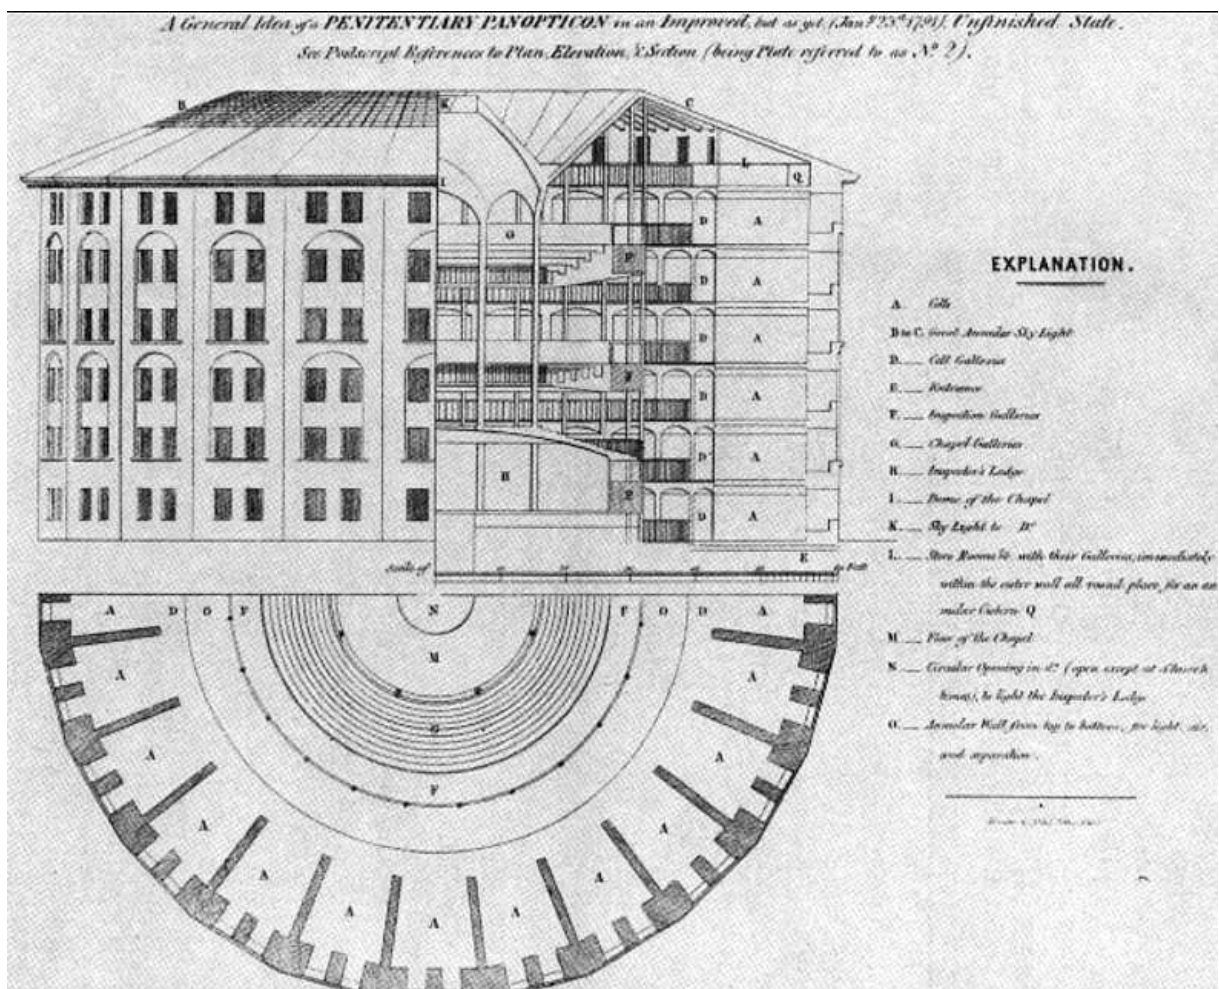 A General Idea of a PENITENTIARY PANOPTICON in an Improved, but as yet, (Jany 23d 1791), Unfinished State.
See Postscript References to Plan, Elevation, & Section (being Plate referred to as No 2).
B
K
C
L
I
Q
G
D
A
F
D
A
D
A
F
D
A
D
A
H
F
D
A
E
Scale of
Feet
A
D
O
F
N
F
O
D
A
M
A
A
G
A
A
F
A
A
A
A
A
A
A
EXPLANATION.
A. Cells
B to C. Great Annular Sky Light
D. Cell Galleries
E. Entrance
F. Inspection Galleries
G. Chapel Galleries
H. Inspector's Lodge
I. Dome of the Chapel
K. Sky Light to Do
L. Store Rooms &c with their Galleries, immediately
within the outer wall all round place for an an
nular Cistern Q
M. Floor of the Chapel
N. Circular Opening in do (open except at Church
times), to light the Inspector's Lodge
O. Annular Wall from top to bottom, for light, air,
and separation.